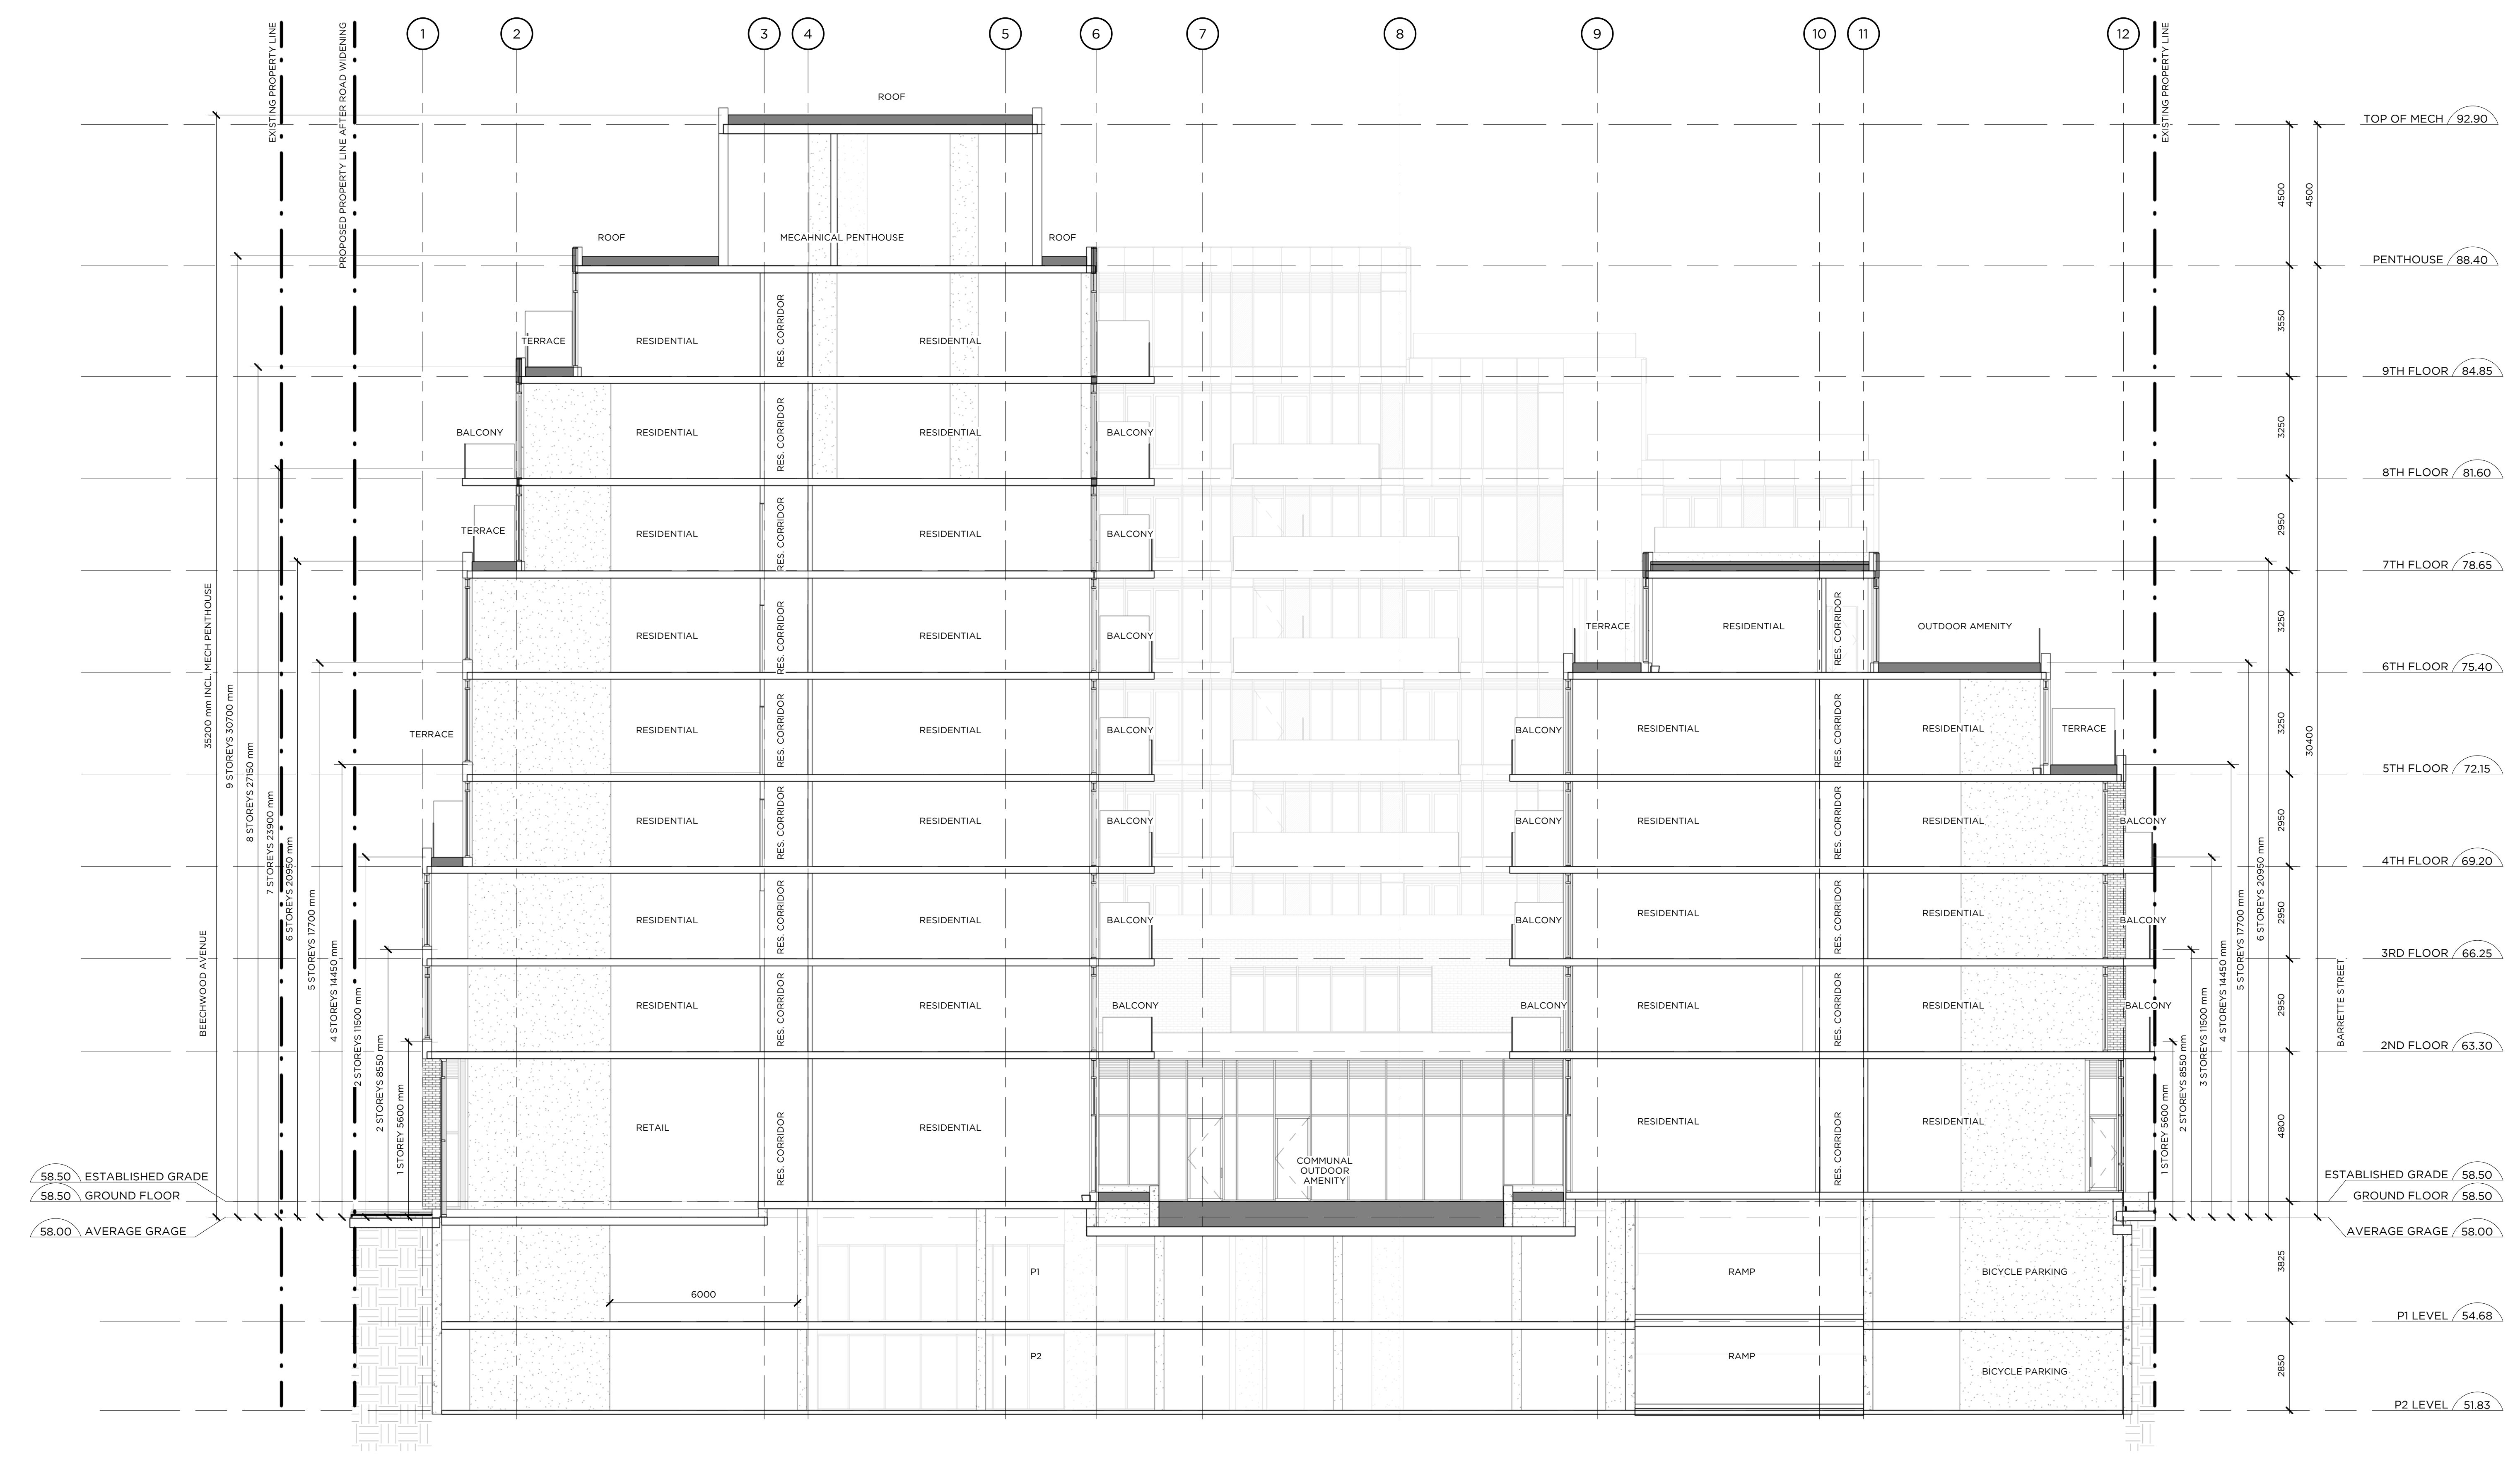 1 2 3 4 5 6 7 8 9 10 11 12
EXISTING PROPERTY LINE
PROPOSED PROPERTY LINE AFTER ROAD WIDENING
EXISTING PROPERTY LINE
ROOF
TOP OF MECH 92.90
4500
4500
ROOF
MECAHNICAL PENTHOUSE
ROOF
PENTHOUSE 88.40
3550
TERRACE
RESIDENTIAL
RES. CORRIDOR
RESIDENTIAL
9TH FLOOR 84.85
3250
BALCONY
RESIDENTIAL
RES. CORRIDOR
RESIDENTIAL
BALCONY
8TH FLOOR 81.60
2950
TERRACE
RESIDENTIAL
RES. CORRIDOR
RESIDENTIAL
BALCONY
7TH FLOOR 78.65
3250
RESIDENTIAL
RES. CORRIDOR
RESIDENTIAL
BALCONY
TERRACE
RESIDENTIAL
RES. CORRIDOR
OUTDOOR AMENITY
6TH FLOOR 75.40
3250
30400
TERRACE
RESIDENTIAL
RES. CORRIDOR
RESIDENTIAL
BALCONY
BALCONY
RESIDENTIAL
RES. CORRIDOR
RESIDENTIAL
TERRACE
5TH FLOOR 72.15
2950
RESIDENTIAL
RES. CORRIDOR
RESIDENTIAL
BALCONY
BALCONY
RESIDENTIAL
RES. CORRIDOR
RESIDENTIAL
BALCONY
4TH FLOOR 69.20
2950
RESIDENTIAL
RES. CORRIDOR
RESIDENTIAL
BALCONY
BALCONY
RESIDENTIAL
RES. CORRIDOR
RESIDENTIAL
BALCONY
3RD FLOOR 66.25
2950
RESIDENTIAL
RES. CORRIDOR
RESIDENTIAL
BALCONY
BALCONY
RESIDENTIAL
RES. CORRIDOR
RESIDENTIAL
BALCONY
2ND FLOOR 63.30
4800
RETAIL
RES. CORRIDOR
RESIDENTIAL
COMMUNAL
OUTDOOR
AMENITY
RESIDENTIAL
RES. CORRIDOR
RESIDENTIAL
BEECHWOOD AVENUE
35200 mm INCL. MECH PENTHOUSE
9 STOREYS 30700 mm
8 STOREYS 27150 mm
7 STOREYS 23900 mm
6 STOREYS 20950 mm
5 STOREYS 17700 mm
4 STOREYS 14450 mm
2 STOREYS 11500 mm
2 STOREYS 8550 mm
1 STOREY 5600 mm
1 STOREY 5600 mm
2 STOREYS 8550 mm
3 STOREYS 11500 mm
4 STOREYS 14450 mm
5 STOREYS 17700 mm
6 STOREYS 20950 mm
BARRETTE STREET
58.50 ESTABLISHED GRADE
58.50 GROUND FLOOR
58.00 AVERAGE GRAGE
ESTABLISHED GRADE 58.50
GROUND FLOOR 58.50
AVERAGE GRAGE 58.00
3825
6000
P1
RAMP
BICYCLE PARKING
P1 LEVEL 54.68
2850
P2
RAMP
BICYCLE PARKING
P2 LEVEL 51.83